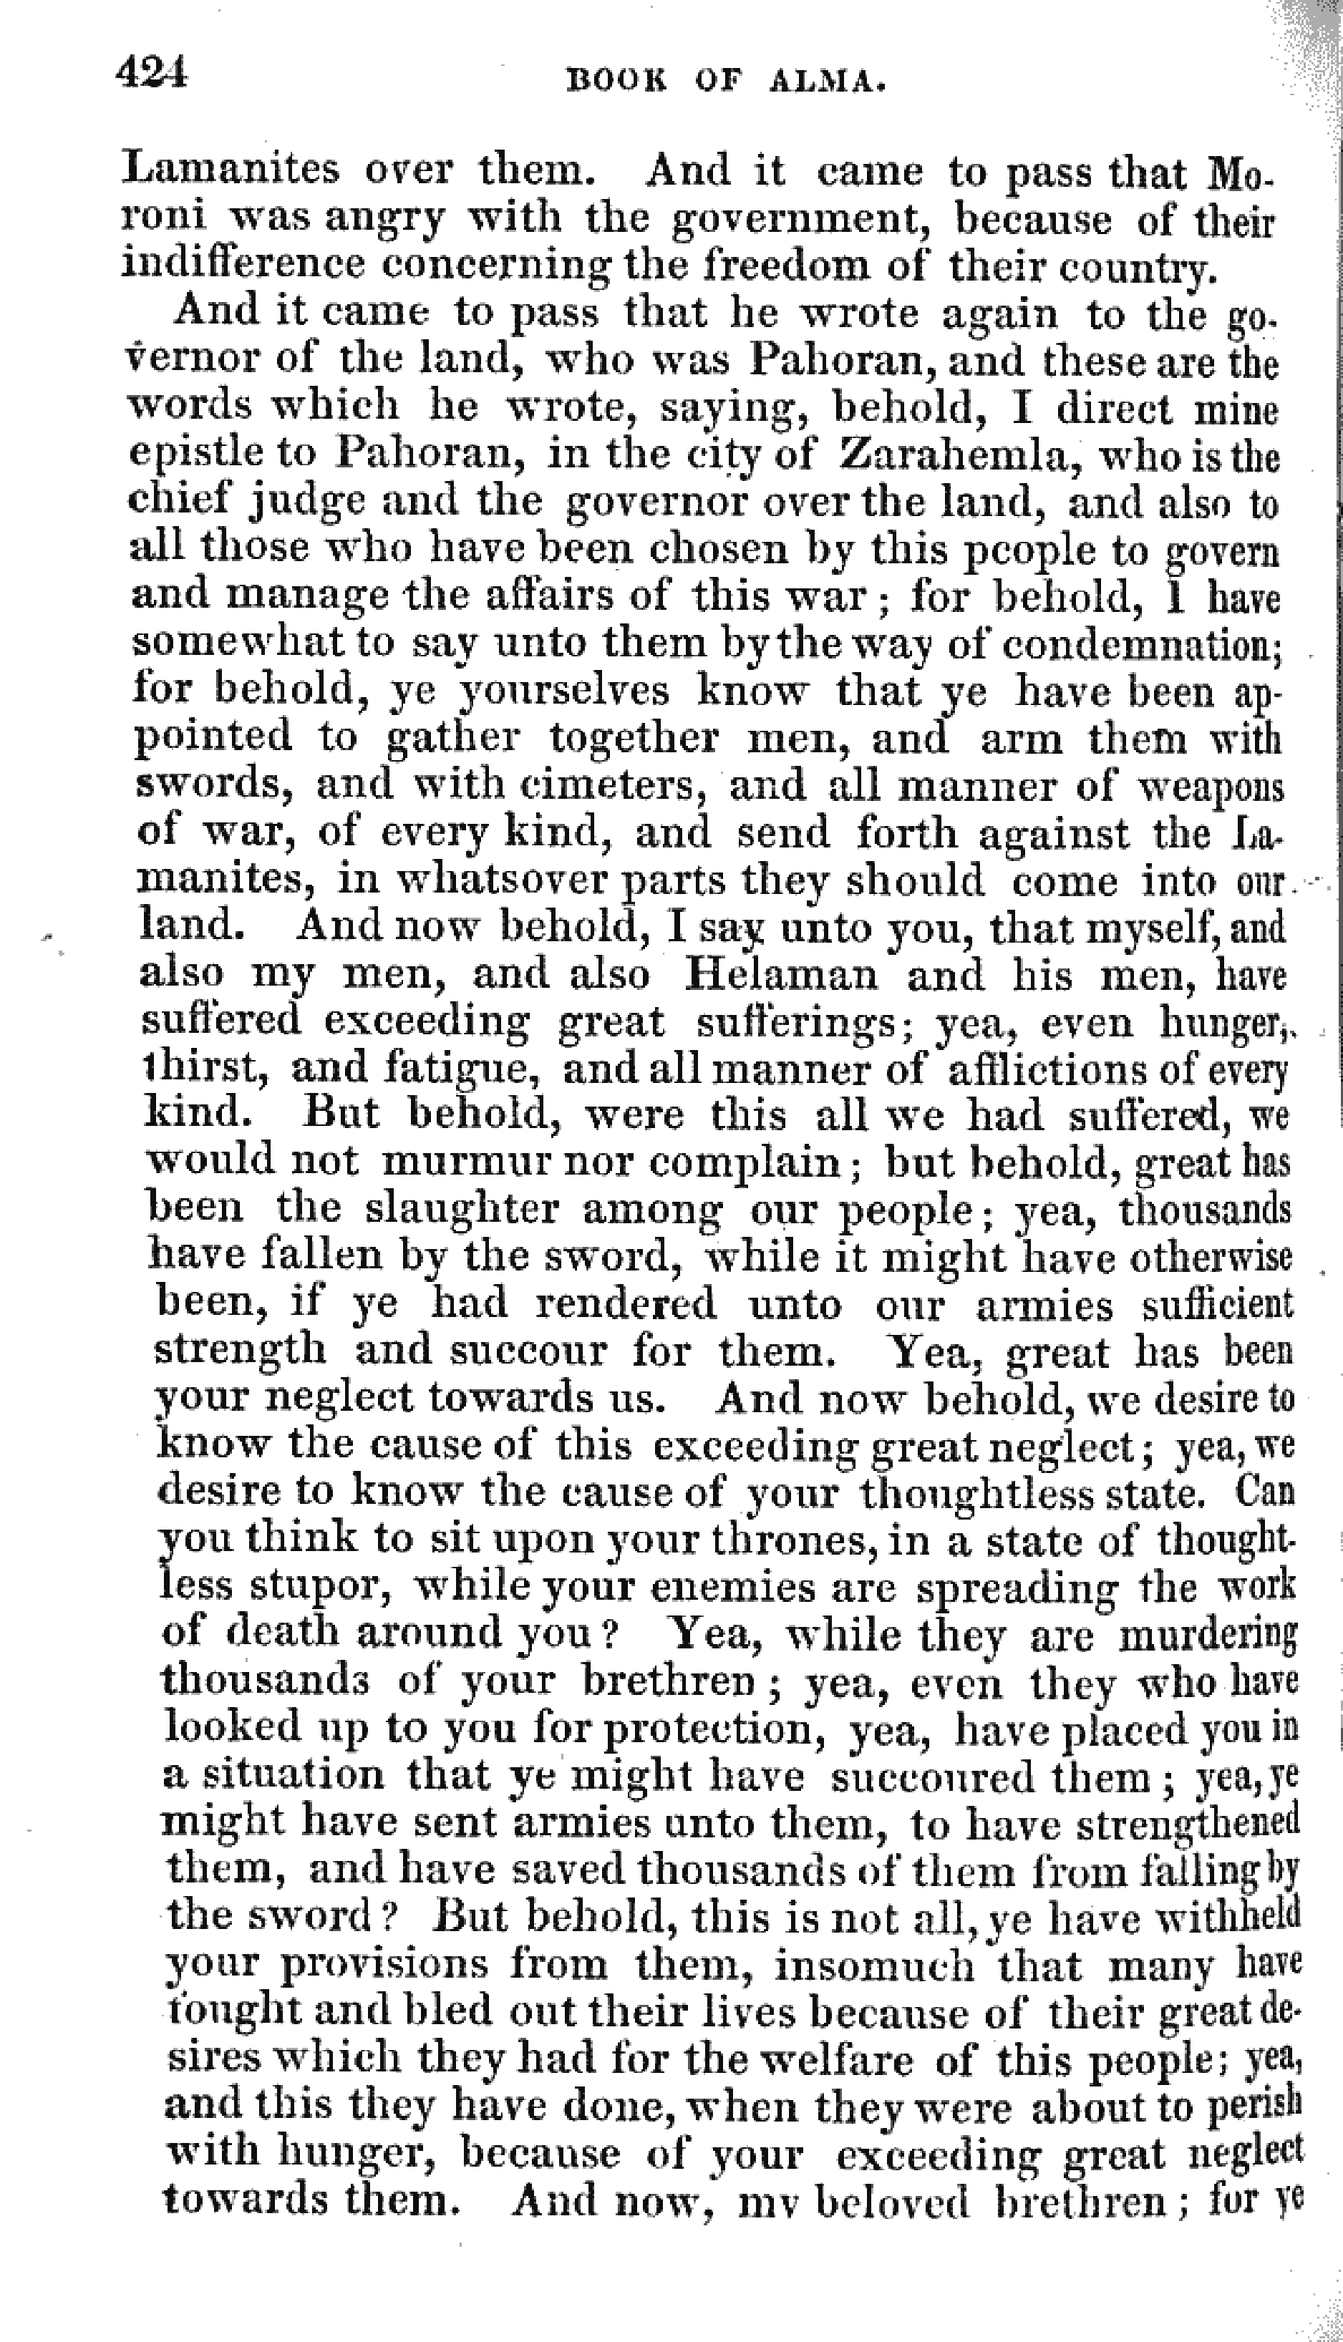 424 BOOK OF ALMA.
Lamanites over them. And it came to pass that Mo-
roni was angry with the government, because of their
indifference concerning the freedom of their country.
And it came to pass that he wrote again to the go-
vernor of the land, who was Pahoran, and these are the
words which he wrote, saying, behold, I direct mine
epistle to Pahoran, in the city of Zarahemla, who is the
chief judge and the governor over the land, and also to
all those who have been chosen by this people to govern
and manage the affairs of this war; for behold, I have
somewhat to say unto them by the way of condemnation;
for behold, ye yourselves know that ye have been ap-
pointed to gather together men, and arm them with
swords, and with cimeters, and all manner of weapons
of war, of every kind, and send forth against the La-
manites, in whatsover parts they should come into our
land. And now behold, I say unto you, that myself, and
also my men, and also Helaman and his men, have
suffered exceeding great sufferings; yea, even hunger,
thirst, and fatigue, and all manner of afflictions of every
kind. But behold, were this all we had suffered, we
would not murmur nor complain; but behold, great has
been the slaughter among our people; yea, thousands
have fallen by the sword, while it might have otherwise
been, if ye had rendered unto our armies sufficient
strength and succour for them. Yea, great has been
your neglect towards us. And now behold, we desire to
know the cause of this exceeding great neglect; yea, we
desire to know the cause of your thoughtless state. Can
you think to sit upon your thrones, in a state of thought-
less stupor, while your enemies are spreading the work
of death around you? Yea, while they are murdering
thousands of your brethren; yea, even they who have
looked up to you for protection, yea, have placed you in
a situation that ye might have succoured them; yea, ye
might have sent armies unto them, to have strengthened
them, and have saved thousands of them from falling by
the sword? But behold, this is not all, ye have withheld
your provisions from them, insomuch that many have
fought and bled out their lives because of their great de-
sires which they had for the welfare of this people; yea,
and this they have done, when they were about to perish
with hunger, because of your exceeding great neglect
towards them. And now, my beloved brethren; for ye